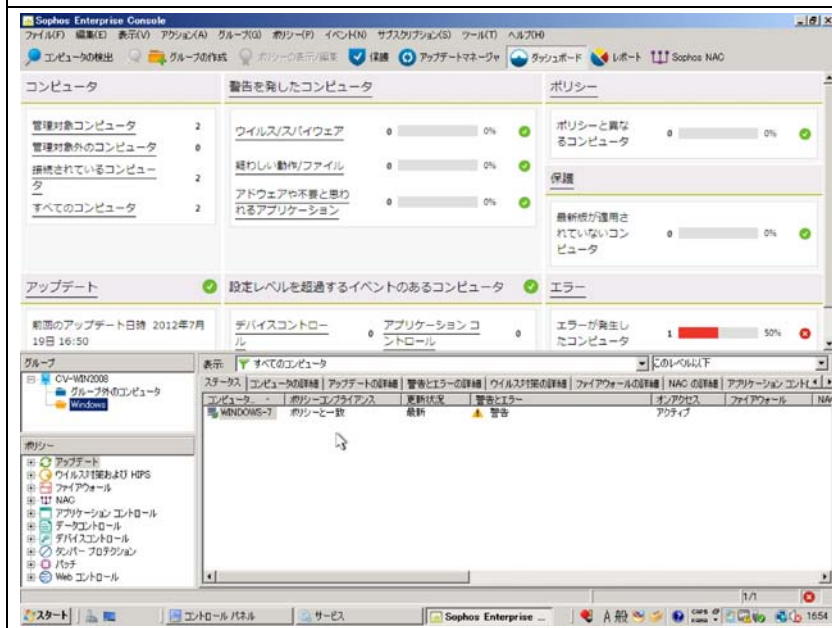 Sophos Enterprise Console
ファイル(F) 編集(E) 表示(V) アクション(A) グループ(G) ポリシー(P) イベント(N) サブスクリプション(S) ツール(T) ヘルプ(H)
コンピュータの検出 グループの作成 ポリシーの表示/編集 保護 アップデートマネージャ ダッシュボード レポート Sophos NAC
コンピュータ
管理対象コンピュータ 2
管理対象外のコンピュータ 0
接続されているコンピュー
タ 2
すべてのコンピュータ 2
警告を発したコンピュータ
ウイルス/スパイウェア 0 0%
疑わしい動作/ファイル 0 0%
アドウェアや不要と思わ
れるアプリケーション 0 0%
ポリシー
ポリシーと異な
るコンピュータ 0 0%
保護
最新版が適用さ
れていないコン
ピュータ 0 0%
アップデート
前回のアップデート日時 2012年7月
19日 16:50
設定レベルを超過するイベントのあるコンピュータ
デバイスコントロー
ル 0
アプリケーション コ
ントロール 0
エラー
エラーが発生し
たコンピュータ 1 50%
グループ
CV-WIN2008
グループ外のコンピュータ
Windows
表示: すべてのコンピュータ このレベル以下
ステータス コンピュータの詳細 アップデートの詳細 警告とエラーの詳細 ウイルス対策の詳細 ファイアウォールの詳細 NAC の詳細 アプリケーション コント
コンピュータ... ポリシーコンプライアンス 更新状況 警告とエラー オンアクセス ファイアウォール NA
WINDOWS-7 ポリシーと一致 最新 警告 アクティブ
ポリシー
アップデート
ウイルス対策および HIPS
ファイアウォール
NAC
アプリケーション コントロール
データコントロール
デバイスコントロール
タンパー プロテクション
パッチ
Web コントロール
1/1
スタート コントロール パネル サービス Sophos Enterprise ... A 般 CAPS KANA 16:54